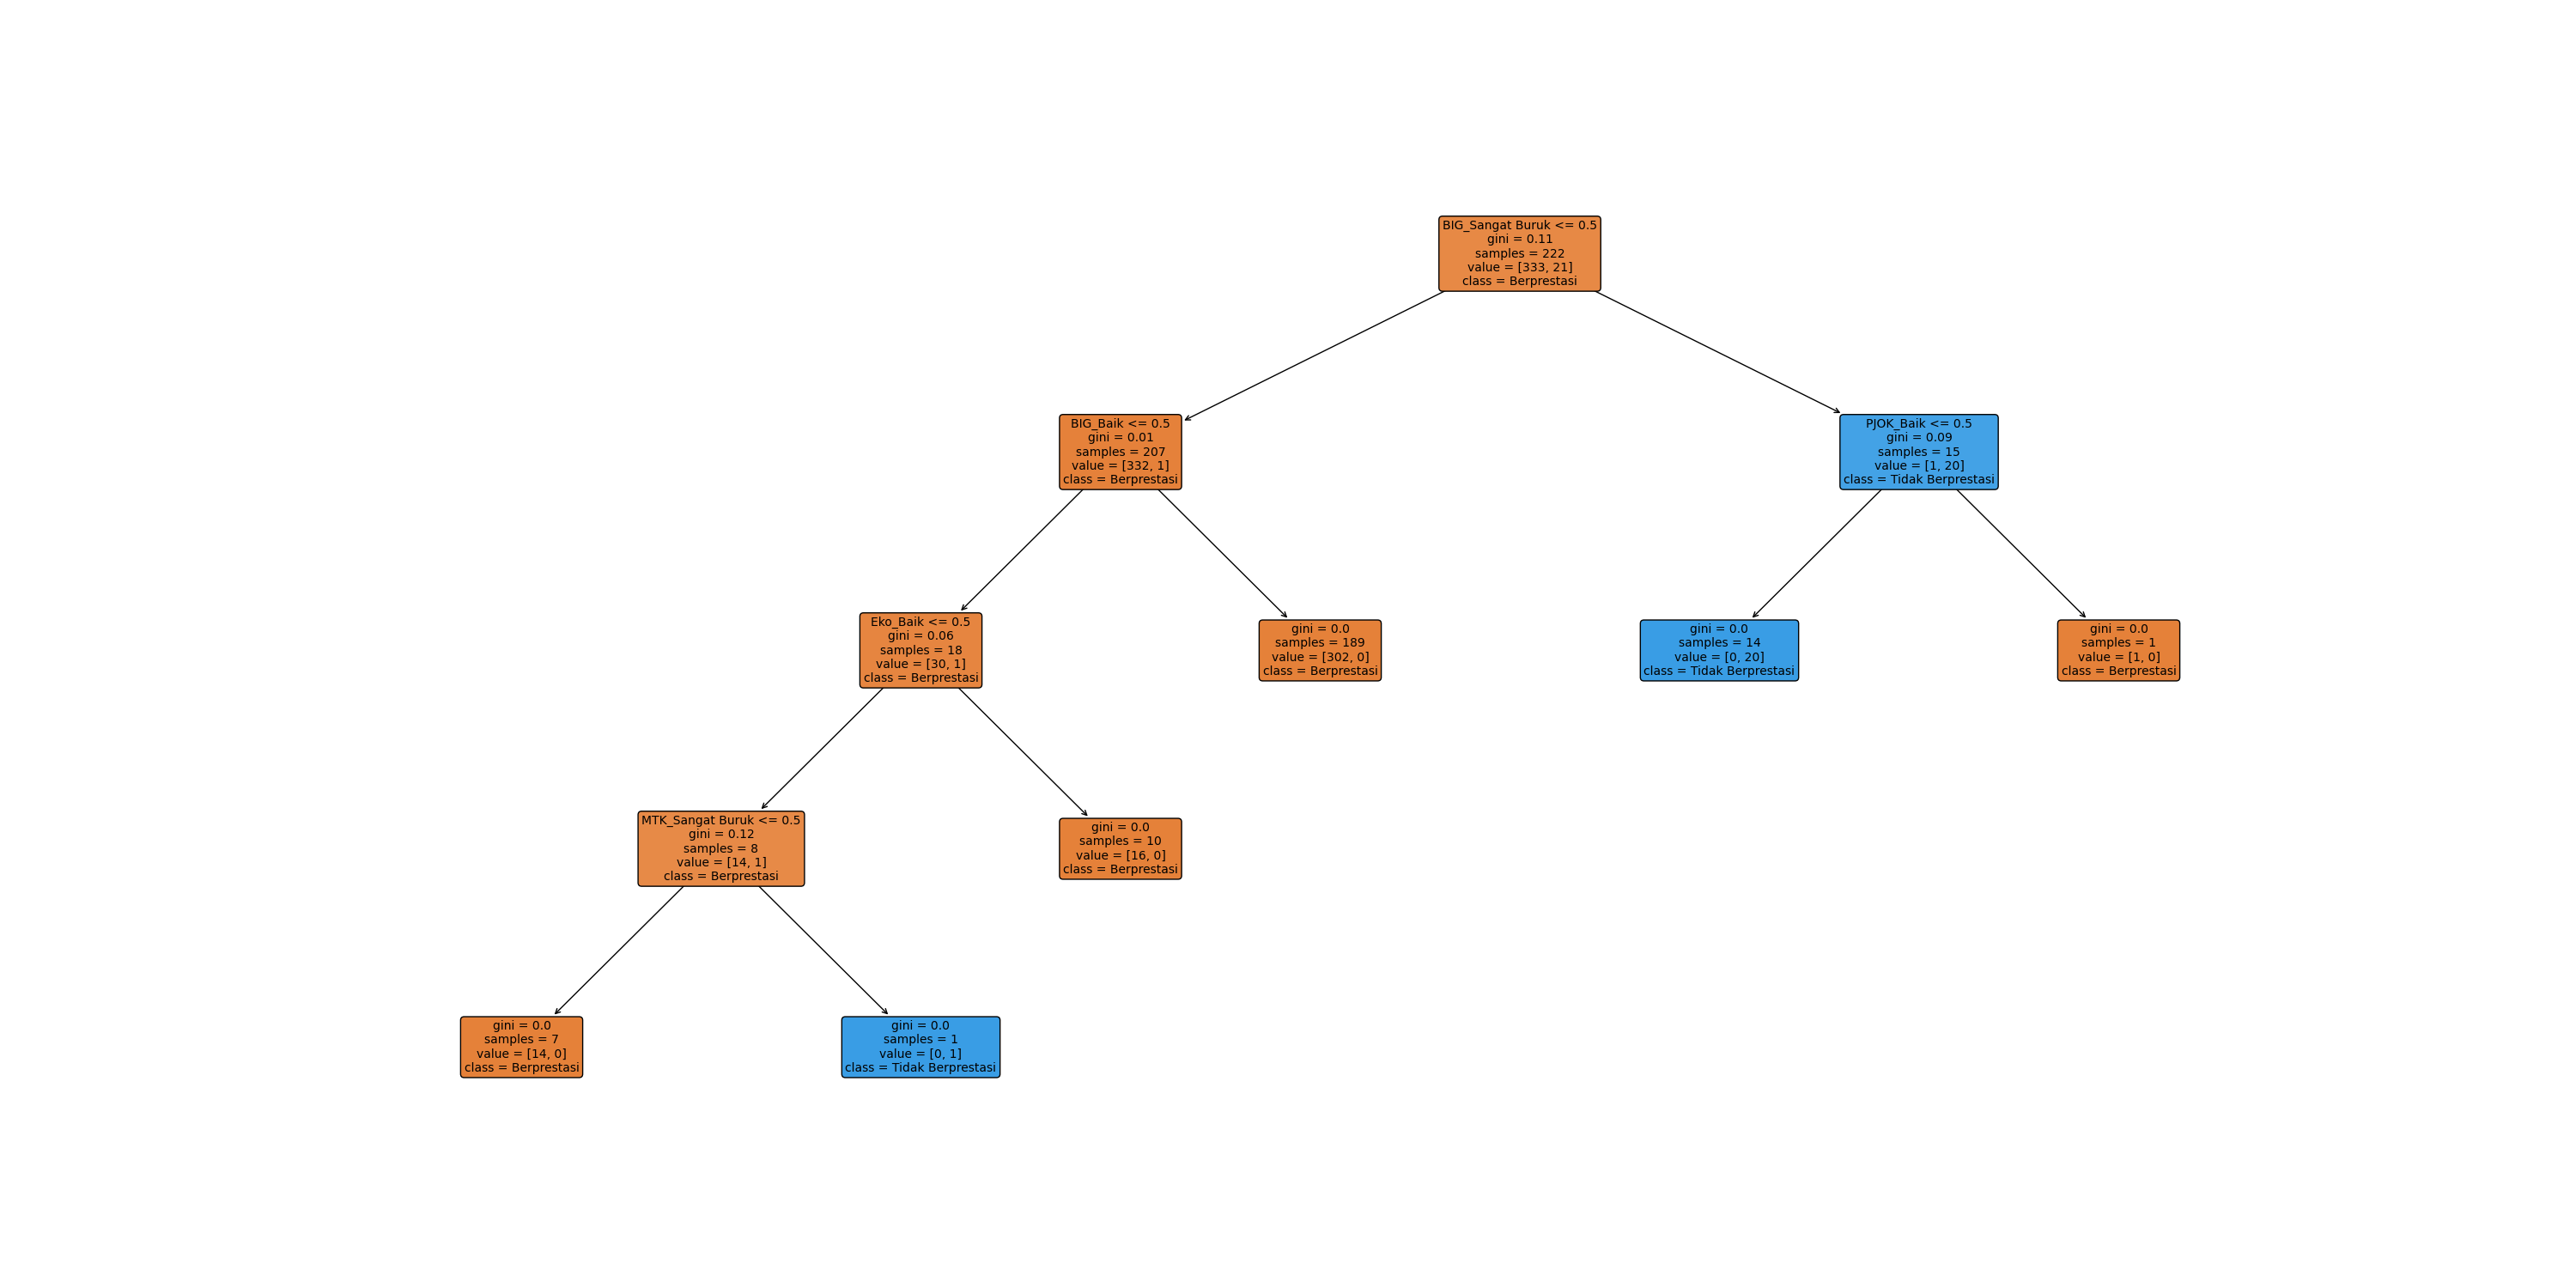 BIG_Sangat Buruk <= 0.5
gini = 0.11
samples = 222
value = [333, 21]
class = Berprestasi
BIG_Baik <= 0.5
gini = 0.01
samples = 207
value = [332, 1]
class = Berprestasi
PJOK_Baik <= 0.5
gini = 0.09
samples = 15
value = [1, 20]
class = Tidak Berprestasi
Eko_Baik <= 0.5
gini = 0.06
samples = 18
value = [30, 1]
class = Berprestasi
gini = 0.0
samples = 189
value = [302, 0]
class = Berprestasi
gini = 0.0
samples = 14
value = [0, 20]
class = Tidak Berprestasi
gini = 0.0
samples = 1
value = [1, 0]
class = Berprestasi
MTK_Sangat Buruk <= 0.5
gini = 0.12
samples = 8
value = [14, 1]
class = Berprestasi
gini = 0.0
samples = 10
value = [16, 0]
class = Berprestasi
gini = 0.0
samples = 7
value = [14, 0]
class = Berprestasi
gini = 0.0
samples = 1
value = [0, 1]
class = Tidak Berprestasi